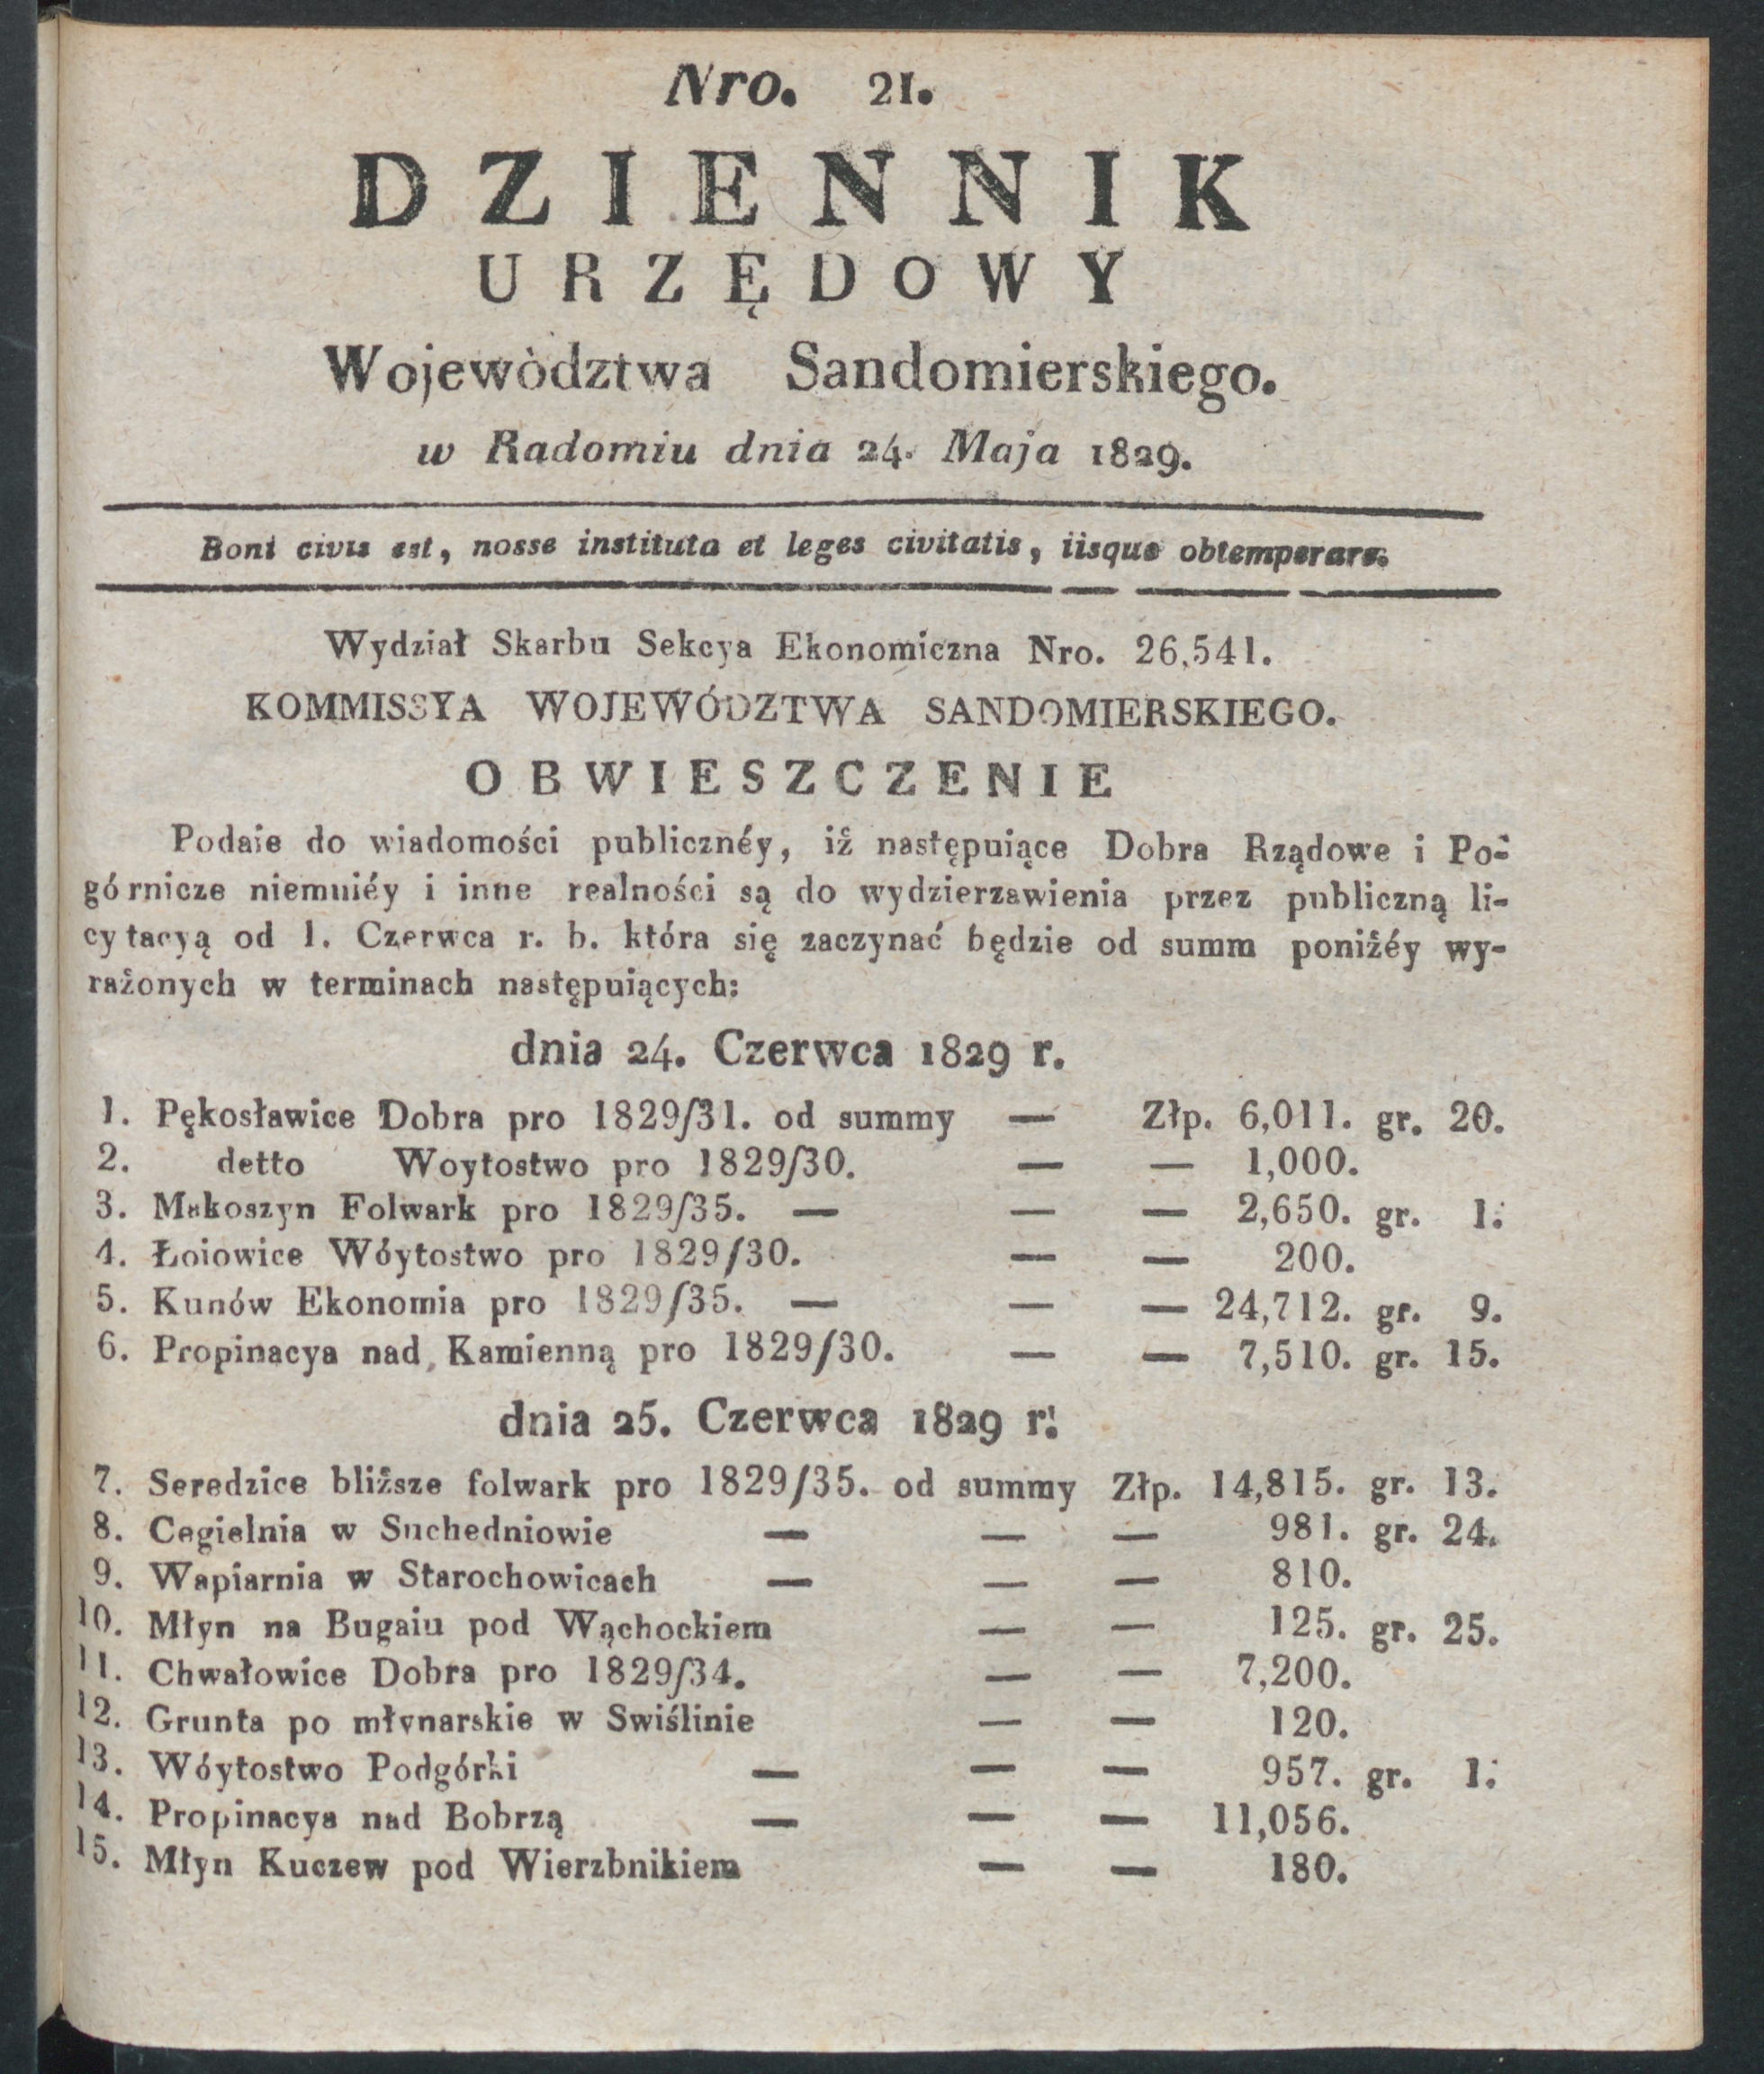 Nro. 21.
DZIENNIK
URZĘDOWY
Wojewòdztwa Sandomierskiego.
w Radomiu dnia 24. Maja 1829.
Boni civis est, nosse instituta et leges civitatis, iisque obtemperare.
Wydział Skarbu Sekcya Ekonomiczna Nro. 26,541.
KOMMISSYA WOJEWÓDZTWA SANDOMIERSKIEGO.
OBWIESZCZENIE
Podaie do wiadomości publicznéy, iż następuiące Dobra Rządowe i Po-
górnicze niemniéy i inne realności są do wydzierzawienia przez publiczną li-
cytacyą od 1. Czerwca r. b. która się zaczynać będzie od summ poniżéy wy-
rażonych w terminach następuiących:
dnia 24. Czerwca 1829 r.
1. Pękosławice Dobra pro 1829/31. od summy — Złp. 6,011. gr. 20.
2. detto Woytostwo pro 1829/30. — — 1,000.
3. Makoszyn Folwark pro 1829/35. — — — 2,650. gr. 1.
4. Łoiowice Wóytostwo pro 1829/30. — — 200.
5. Kunów Ekonomia pro 1829/35. — — — 24,712. gr. 9.
6. Propinacya nad Kamienną pro 1829/30. — — 7,510. gr. 15.
dnia 25. Czerwca 1829 r.
7. Seredzice bliższe folwark pro 1829/35. od summy Złp. 14,815. gr. 13.
8. Cegielnia w Suchedniowie — — — 981. gr. 24.
9. Wapiarnia w Starochowicach — — — 810.
10. Młyn na Bugaiu pod Wąchockiem — — 125. gr. 25.
11. Chwałowice Dobra pro 1829/34. — — 7,200.
12. Grunta po młynarskie w Swiślinie — — 120.
13. Wóytostwo Podgórki — — — 957. gr. 1.
14. Propinacya nad Bobrzą — — — 11,056.
15. Młyn Kuczew pod Wierzbnikiem — — 180.